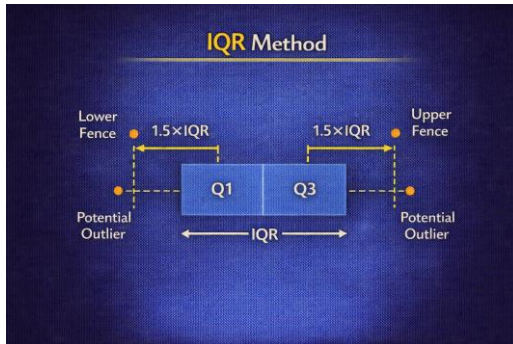 IQR Method
Lower
Fence
1.5×IQR
1.5×IQR
Upper
Fence
Q1
Q3
Potential
Outlier
IQR
Potential
Outlier